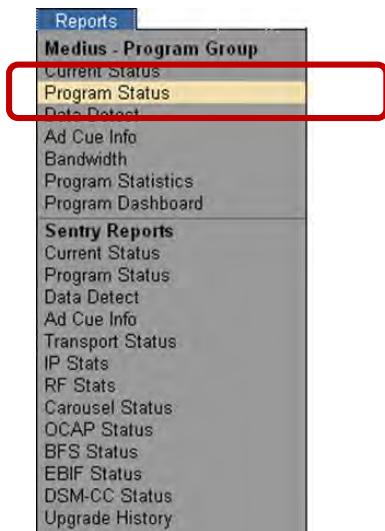 Reports
Medius - Program Group
Current Status
Program Status
Data Detect
Ad Cue Info
Bandwidth
Program Statistics
Program Dashboard
Sentry Reports
Current Status
Program Status
Data Detect
Ad Cue Info
Transport Status
IP Stats
RF Stats
Carousel Status
OCAP Status
BFS Status
EBIF Status
DSM-CC Status
Upgrade History